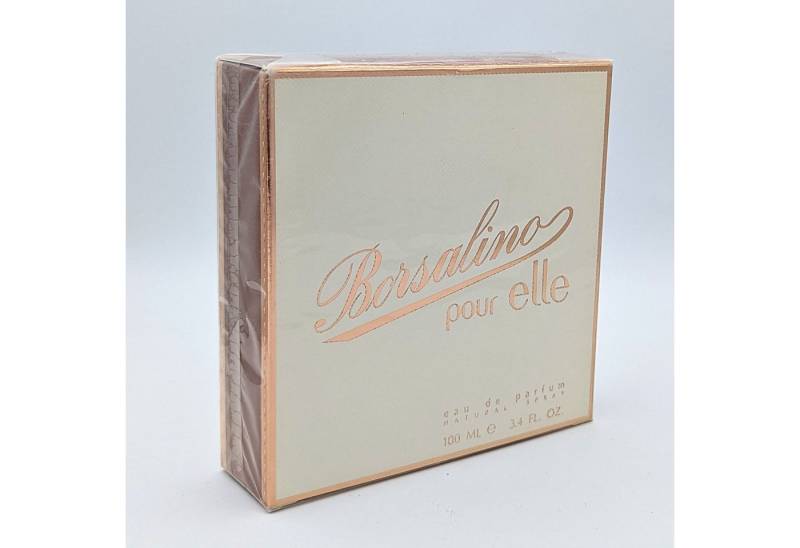 Borsalino
pour elle
eau de parfum
NATURAL SPRAY
100 ML e 3.4 FL. OZ.